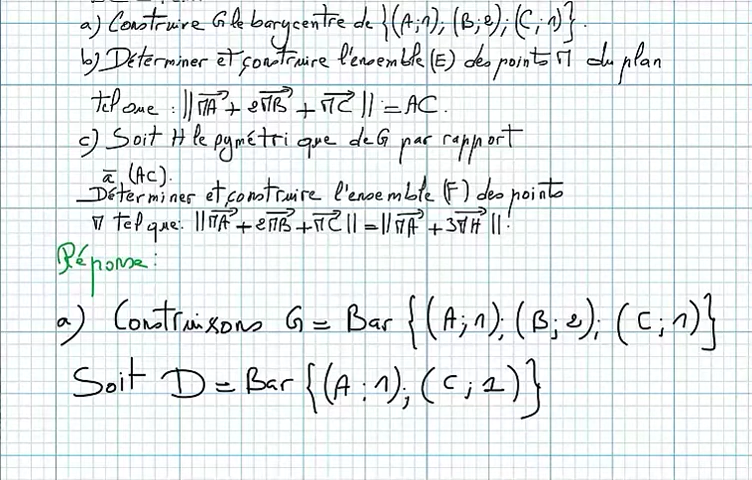 a) Construire G le barycentre de {(A;1); (B;2); (C;1)}.
b) Déterminer et construire l'ensemble (E) des points M du plan
tel que : ||MA + 2MB + MC|| = AC.
c) Soit H le symétrique de G par rapport
à (AC).
Déterminer et construire l'ensemble (F) des points
M tel que: ||MA + 2MB + MC|| = ||MA + 3MH||.
Réponse:
a) Construisons G = Bar {(A;1); (B;2); (C;1)}
Soit D = Bar {(A;1); (C;1)}